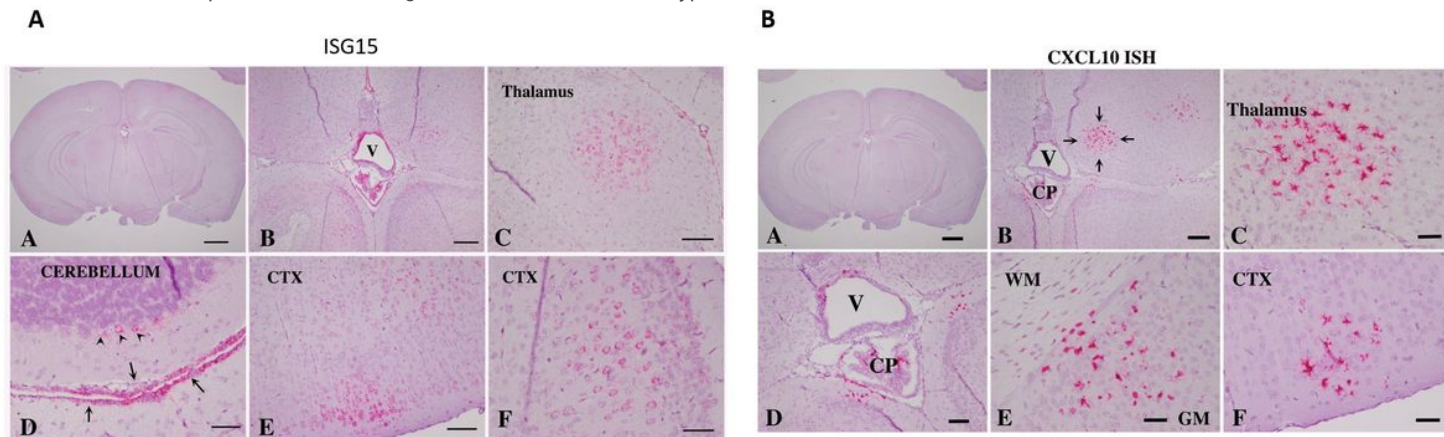 A
B
ISG15
CXCL10 ISH
A
V
B
Thalamus
C
CEREBELLUM
D
CTX
E
CTX
F
A
V
CP
B
Thalamus
C
V
CP
D
WM
E
GM
CTX
F